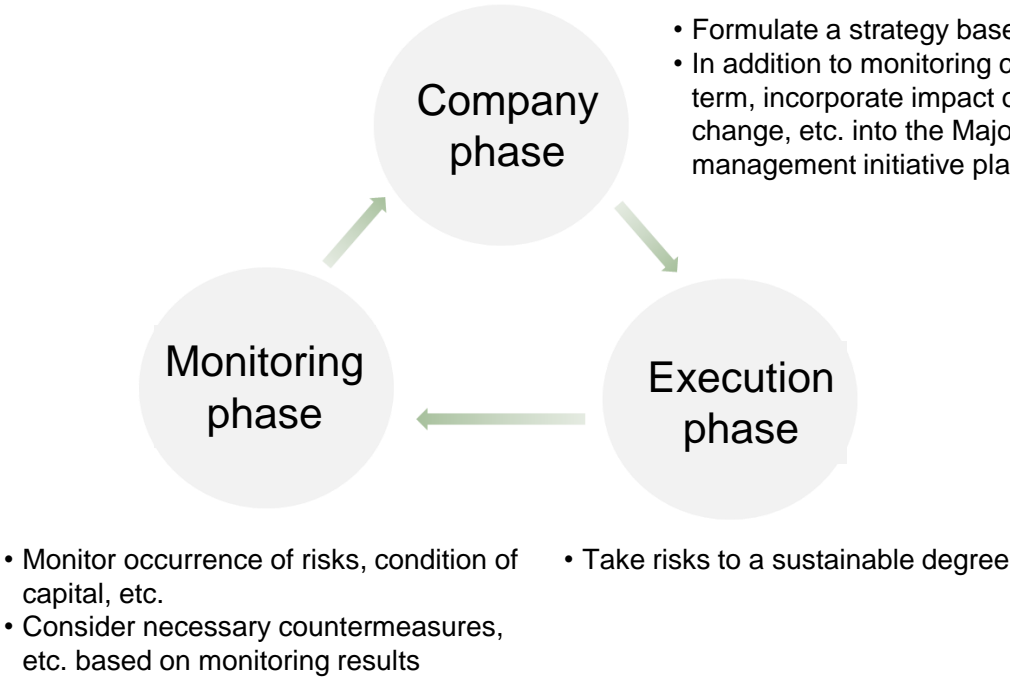 • Formulate a strategy base
• In addition to monitoring
term, incorporate impact
change, etc. into the Majo
management initiative pla
Company
phase
Monitoring
phase
Execution
phase
• Monitor occurrence of risks, condition of
capital, etc.
• Consider necessary countermeasures,
etc. based on monitoring results
• Take risks to a sustainable degree